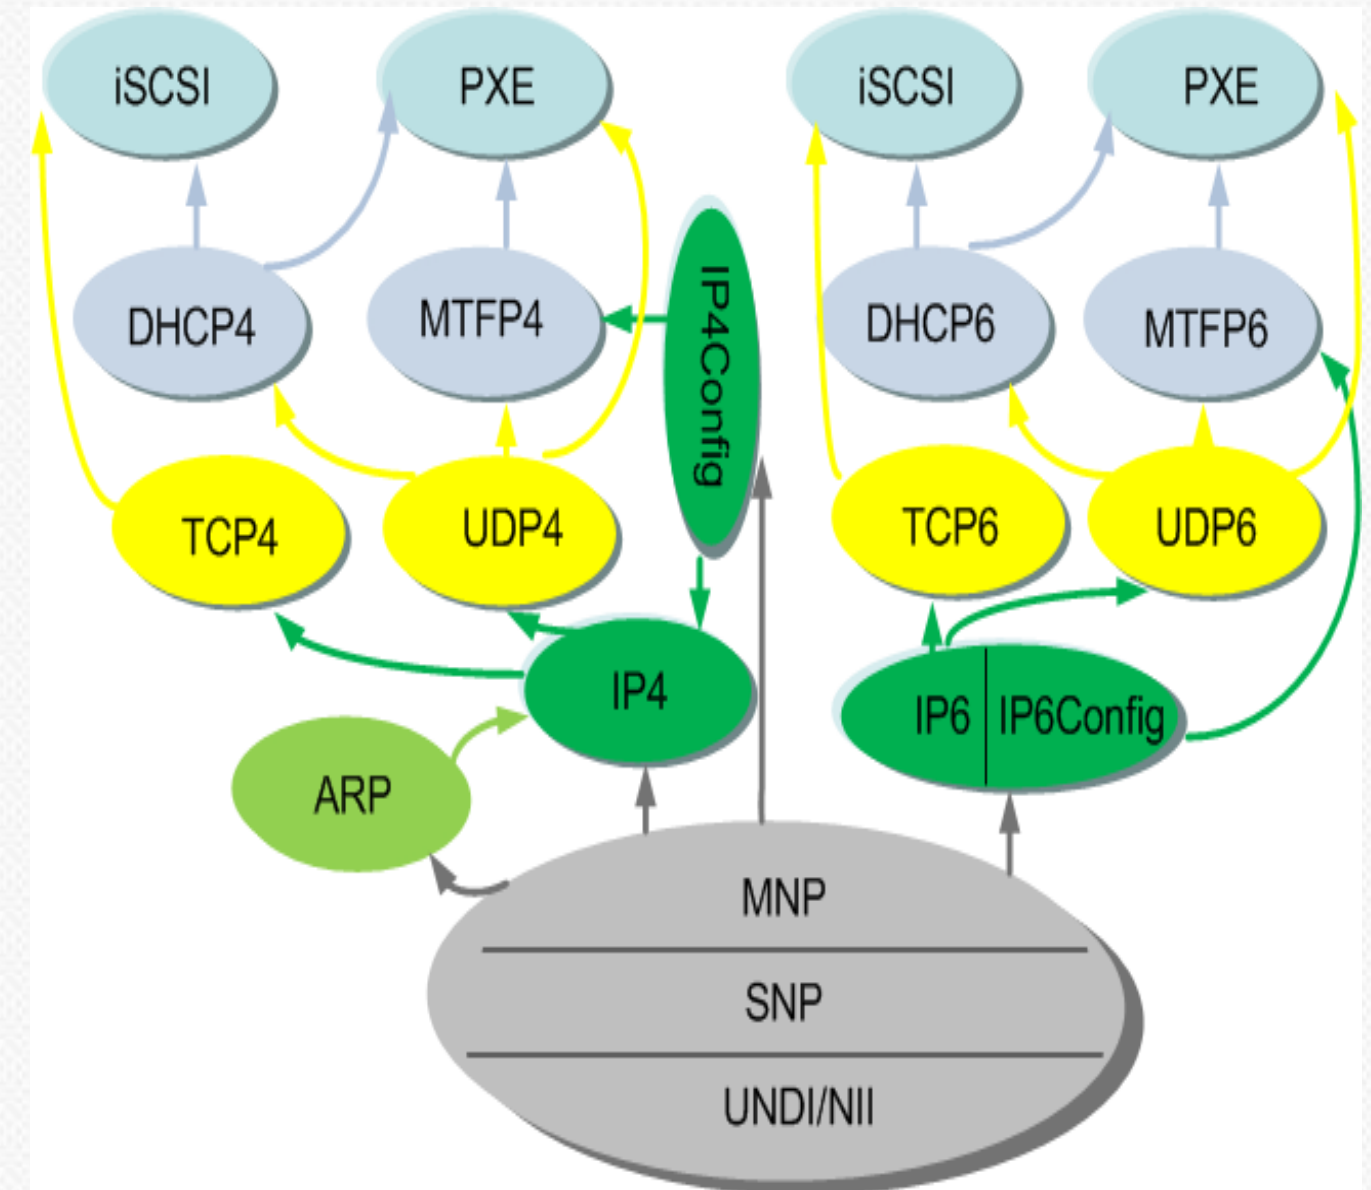 iSCSI
PXE
iSCSI
PXE
DHCP4
MTFP4
IP4Config
DHCP6
MTFP6
TCP4
UDP4
TCP6
UDP6
IP4
IP6
IP6Config
ARP
MNP
SNP
UNDI/NII